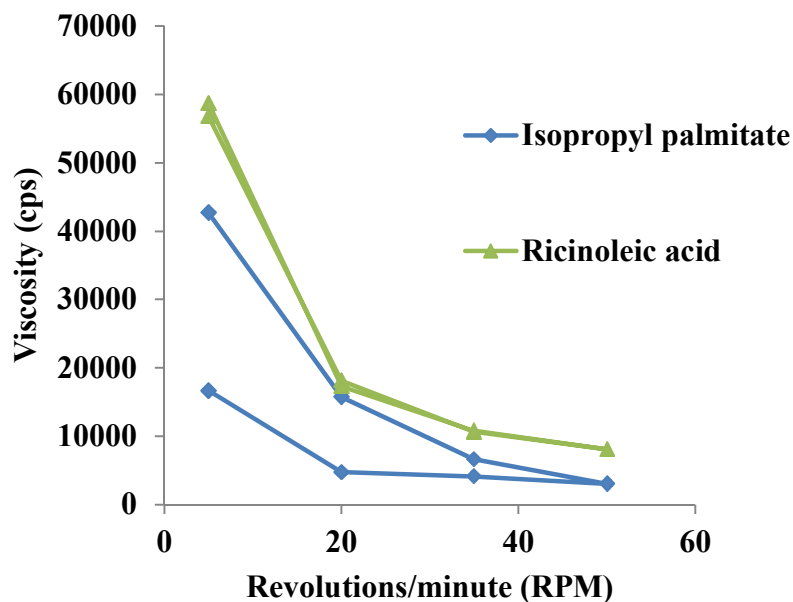 70000
60000
50000
40000
30000
20000
10000
0
Viscosity (cps)
Isopropyl palmitate
Ricinoleic acid
0 20 40 60
Revolutions/minute (RPM)